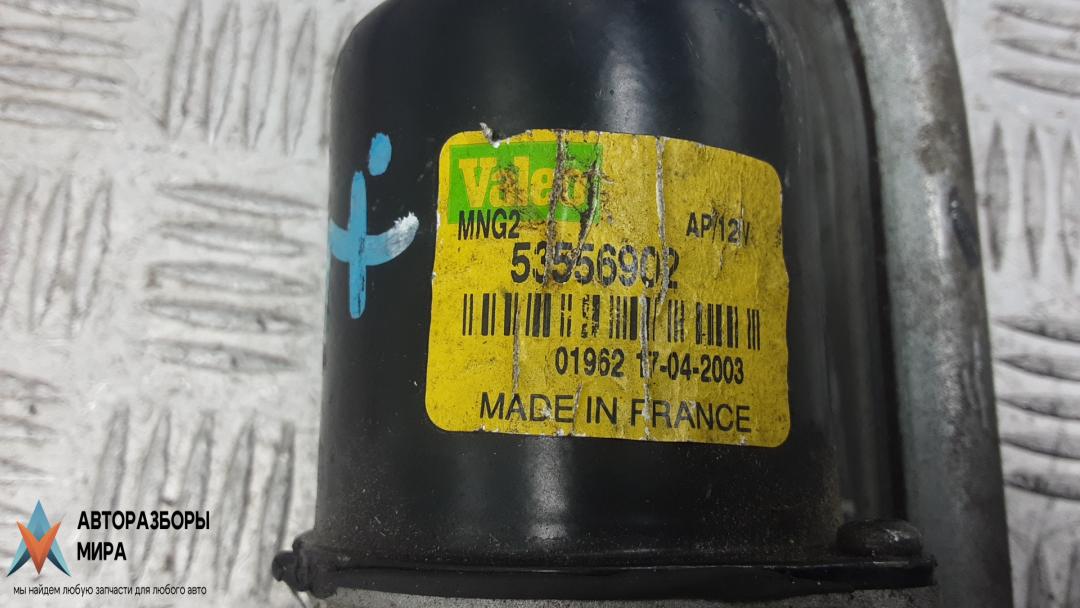 Valeo
MNG2 AP/12V
53556902
01962 17-04-2003
MADE IN FRANCE
АВТОРАЗБОРЫ
МИРА
мы найдем любую запчасти для любого авто